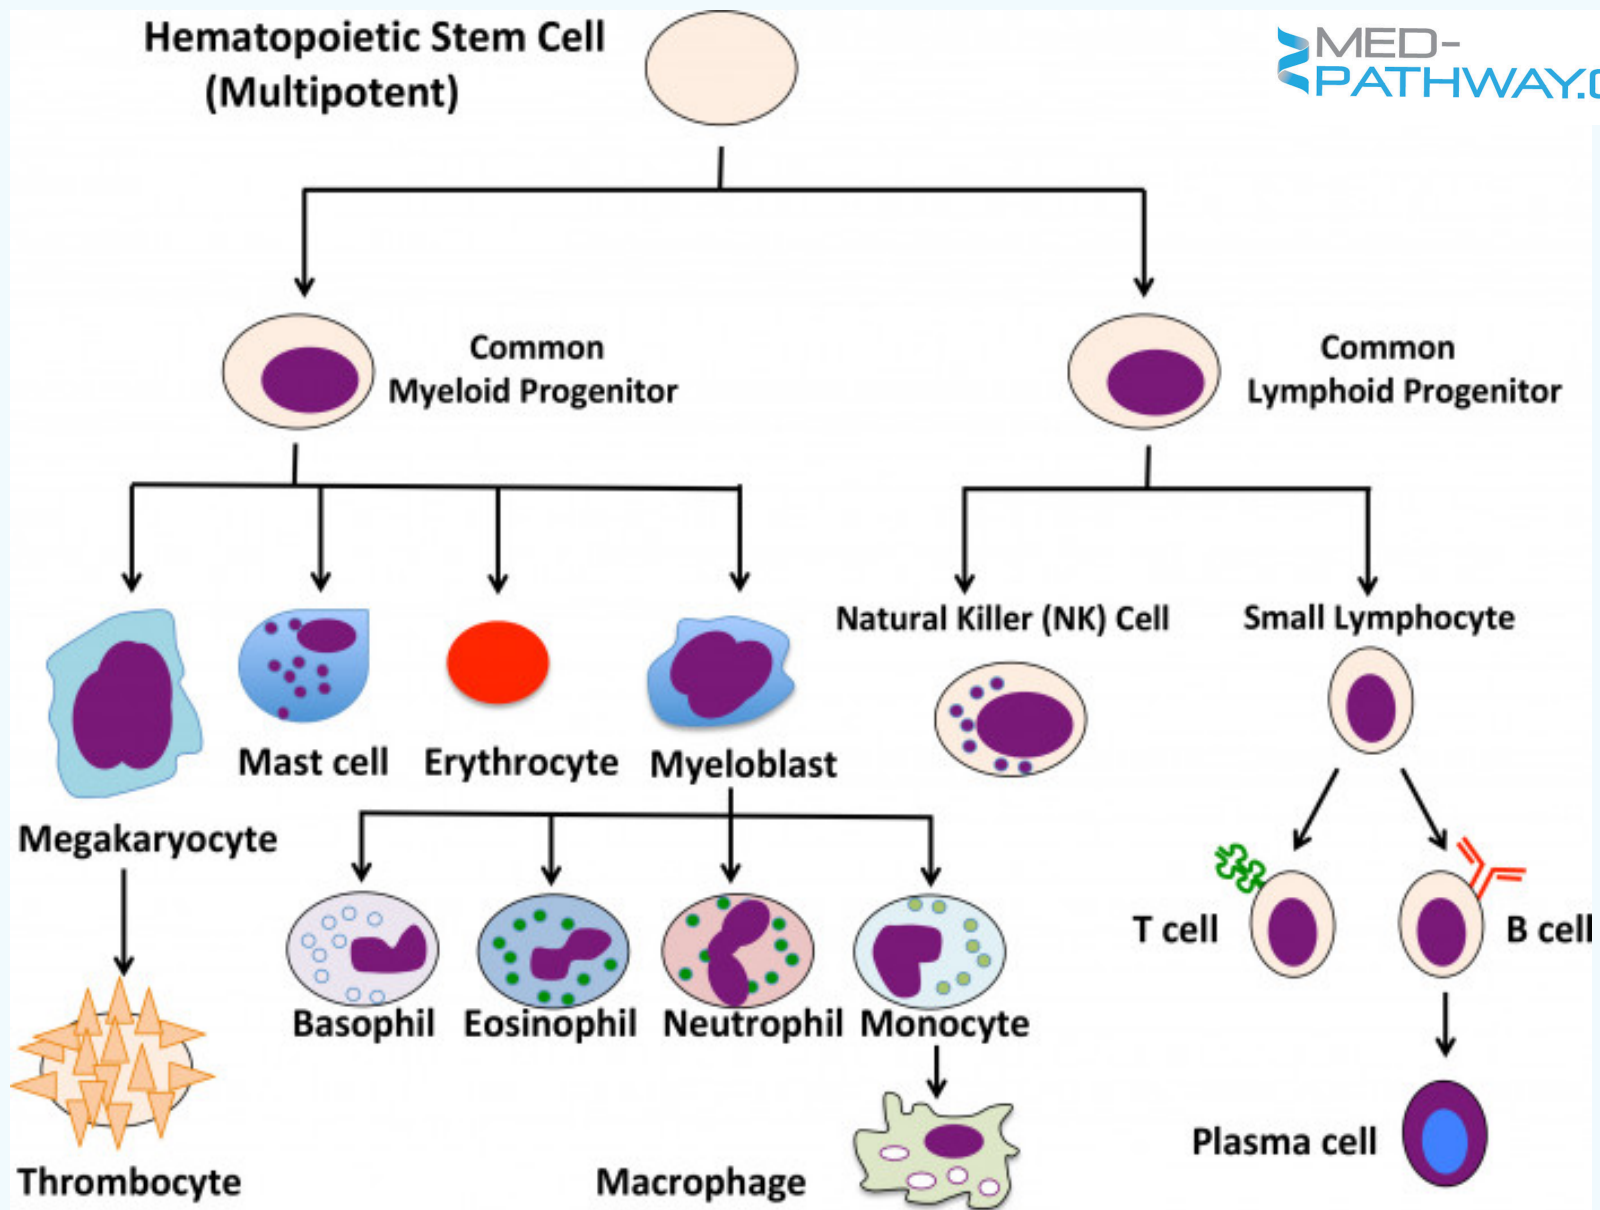 Hematopoietic Stem Cell
(Multipotent)
MED-
PATHWAY.
Common
Myeloid Progenitor
Common
Lymphoid Progenitor
Natural Killer (NK) Cell
Small Lymphocyte
Mast cell
Erythrocyte
Myeloblast
Megakaryocyte
T cell
B cell
Basophil
Eosinophil
Neutrophil
Monocyte
Plasma cell
Thrombocyte
Macrophage